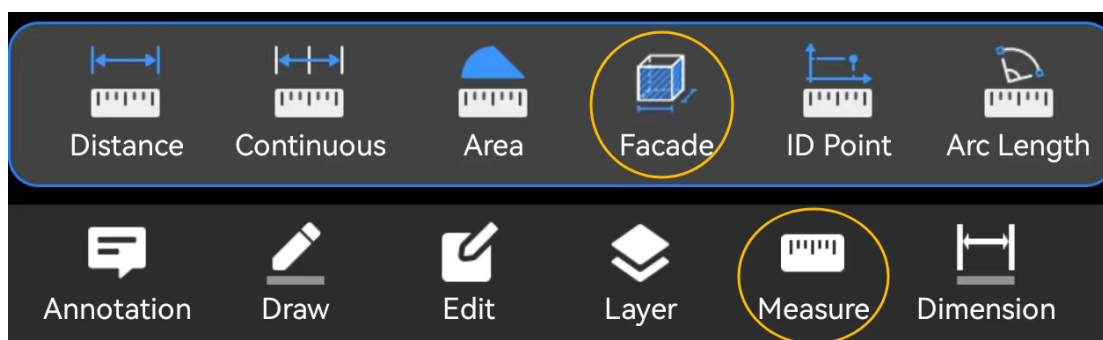 Distance Continuous Area Facade ID Point Arc Length
Annotation Draw Edit Layer Measure Dimension